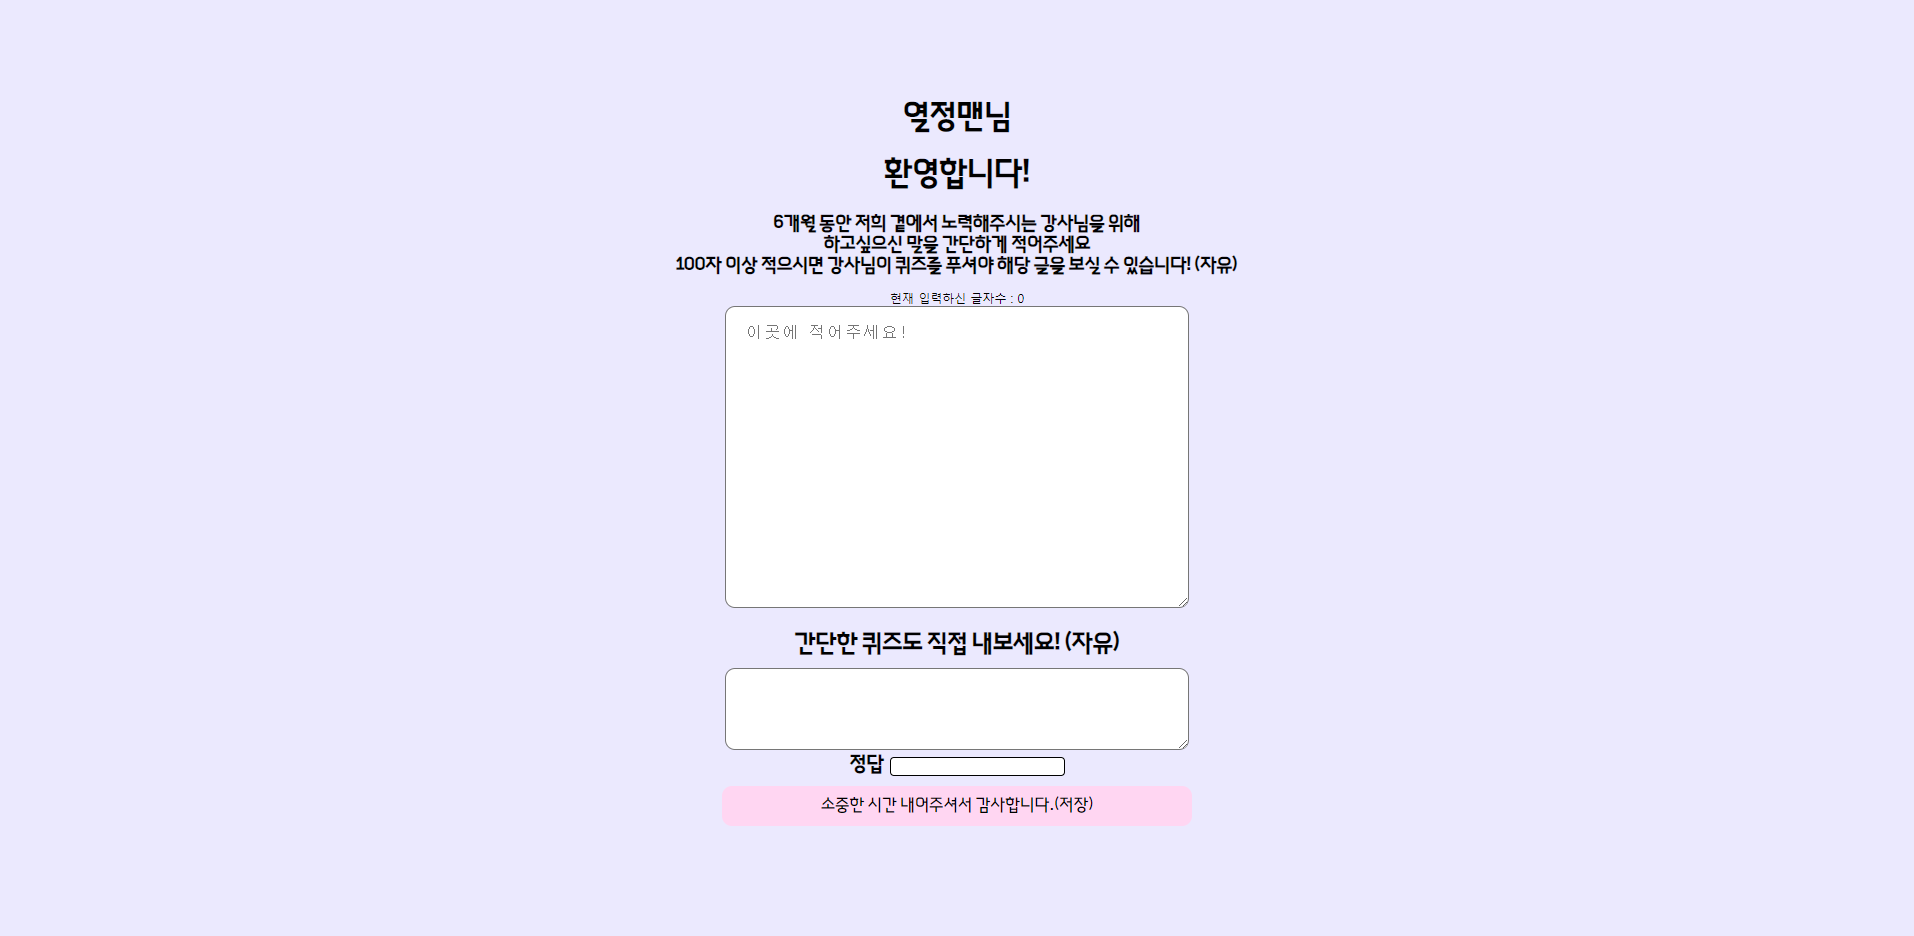 열정맨님
환영합니다!
6개월 동안 저희 곁에서 노력해주시는 강사님을 위해
하고싶으신 말을 간단하게 적어주세요
100자 이상 적으시면 강사님이 퀴즈를 푸셔야 해당 글을 보실 수 있습니다! (자유)
현재 입력하신 글자수 : 0
이곳에 적어주세요!
간단한 퀴즈도 직접 내보세요! (자유)
정답
소중한 시간 내어주셔서 감사합니다.(저장)